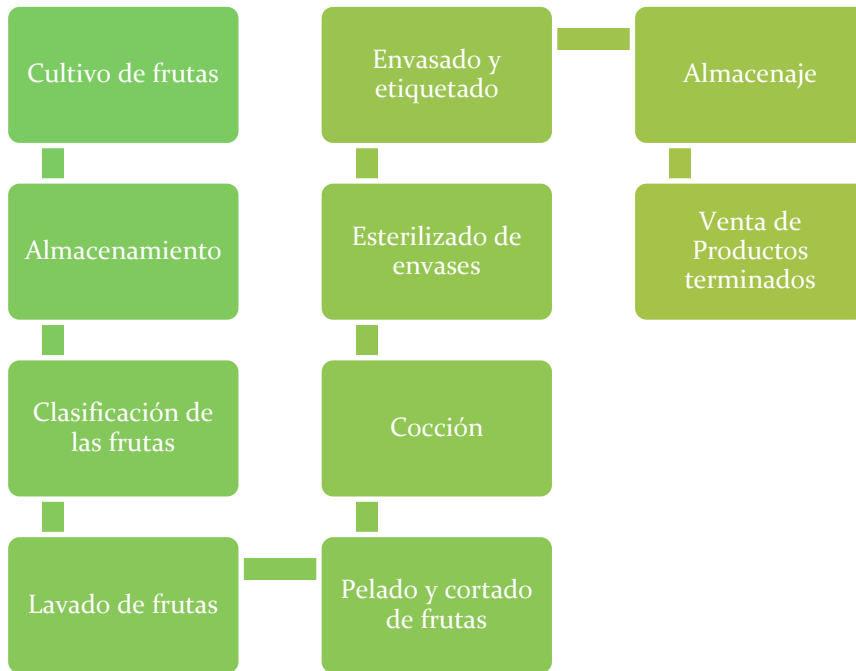 Cultivo de frutas
Almacenamiento
Clasificación de
las frutas
Lavado de frutas
Pelado y cortado
de frutas
Cocción
Esterilizado de
envases
Envasado y
etiquetado
Almacenaje
Venta de
Productos
terminados